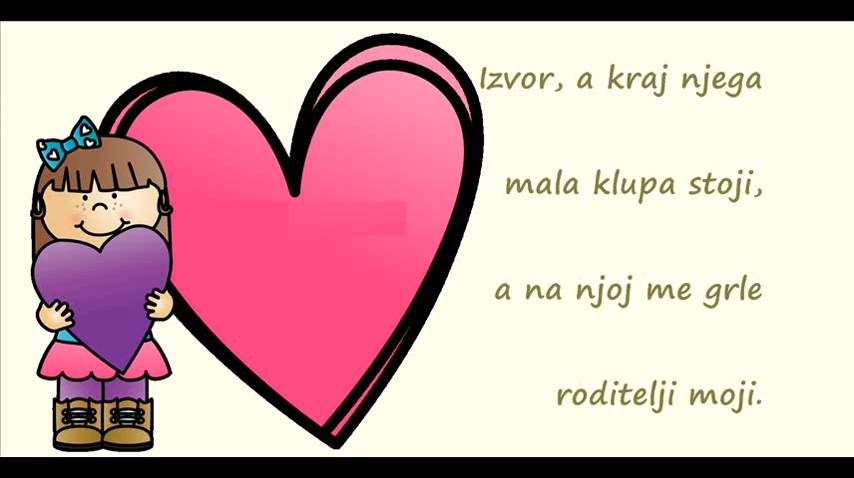 Izvor, a kraj njega
mala klupa stoji,
a na njoj me grle
roditelji moji.